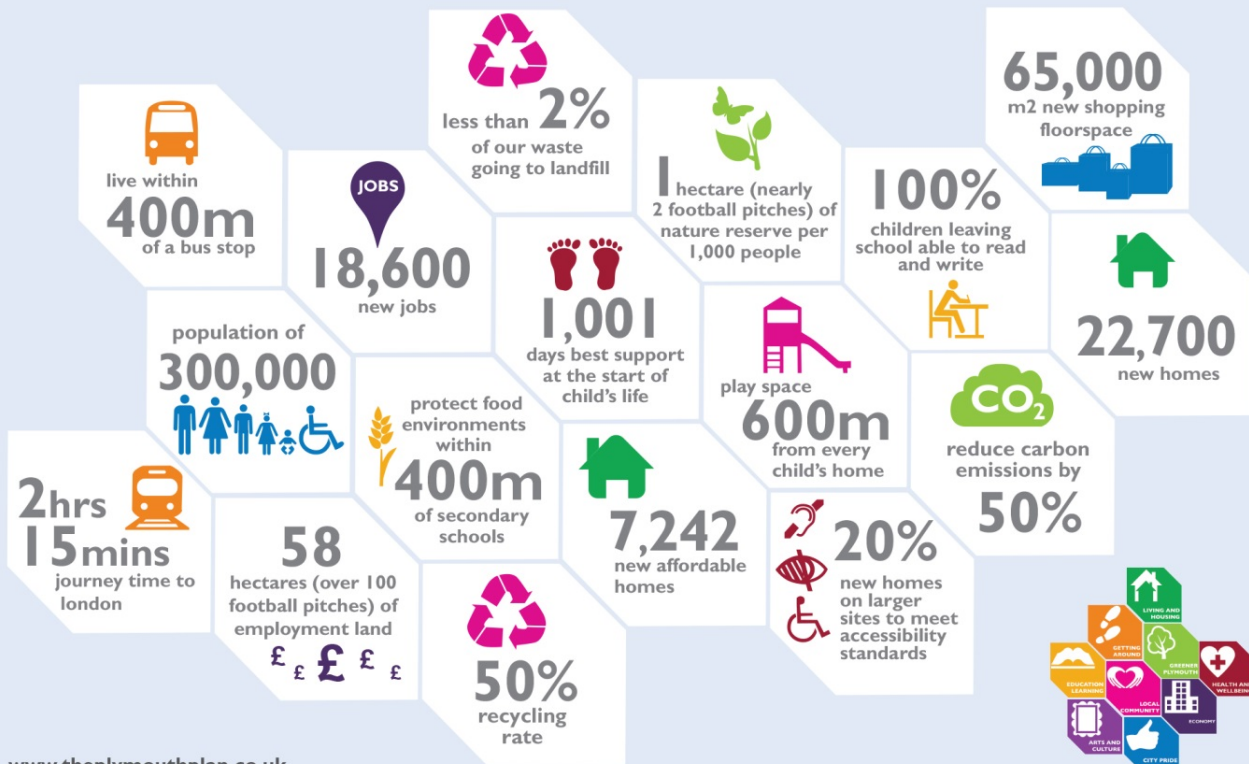 less than 2%
of our waste
going to landfill
65,000
m2 new shopping
floorspace
live within
400m
of a bus stop
JOBS
18,600
new jobs
1 hectare (nearly
2 football pitches) of
nature reserve per
1,000 people
100%
children leaving
school able to read
and write
1,001
days best support
at the start of
child's life
22,700
new homes
population of
300,000
protect food
environments
within
400m
of secondary
schools
play space
600m
from every
child's home
CO2
reduce carbon
emissions by
50%
2hrs
15mins
journey time to
london
58
hectares (over 100
football pitches) of
employment land
£ £ £ £ £
7,242
new affordable
homes
20%
new homes
on larger
sites to meet
accessibility
standards
50%
recycling
rate
LIVING AND
HOUSING
GETTING
AROUND
GREENER
PLYMOUTH
EDUCATION
LEARNING
LOCAL
COMMUNITY
HEALTH AND
WELLBEING
ECONOMY
ARTS AND
CULTURE
CITY PRIDE
www.theplymouthplan.co.uk